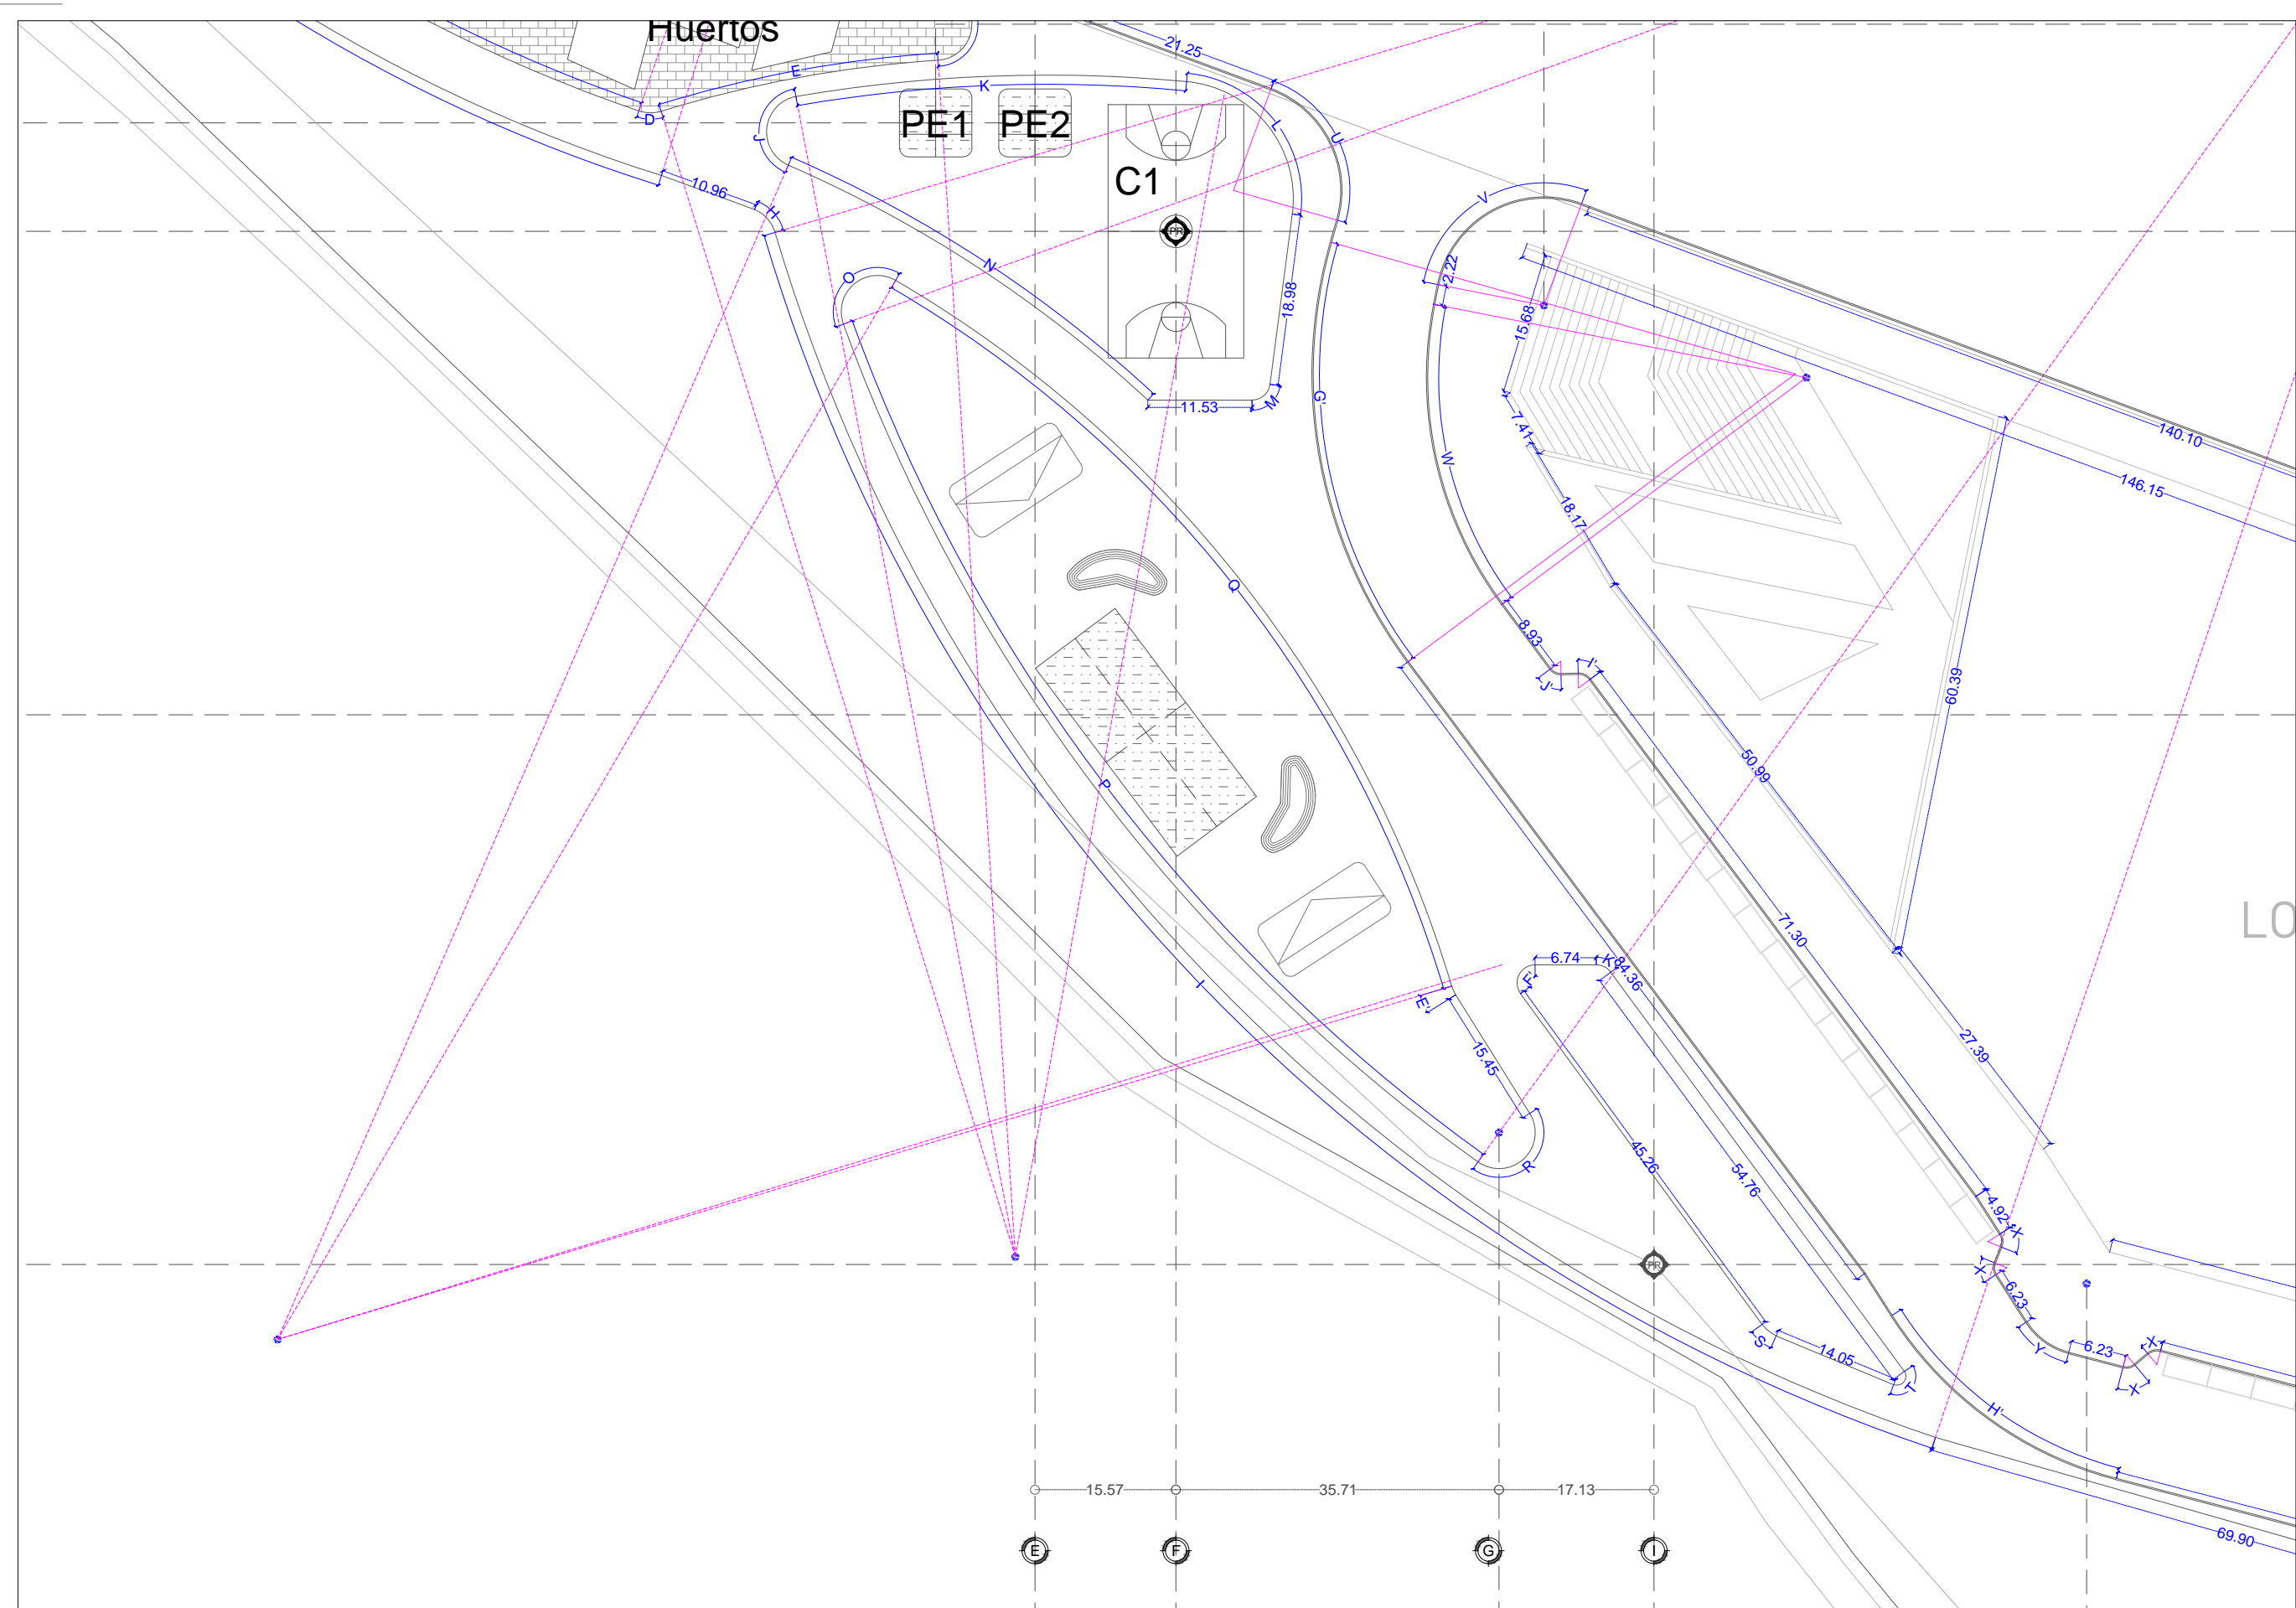 Huertos
21.25
E
K
D
J
PE1
PE2
L
U
C1
10.96
H
PR
V
N
O
2.22
18.98
15.68
G'
11.53
M
7.41
140.10
W
146.15
18.17
Q
8.93
I'
J'
60.39
50.99
P
LO
71.30
6.74
K'
84.36
F'
I
E'
15.45
27.39
45.26
R
54.76
4.92
X
PR
X
6.23
S
14.05
Y
6.23
X
X
T
H'
15.57
35.71
17.13
69.90
E
F
G
I